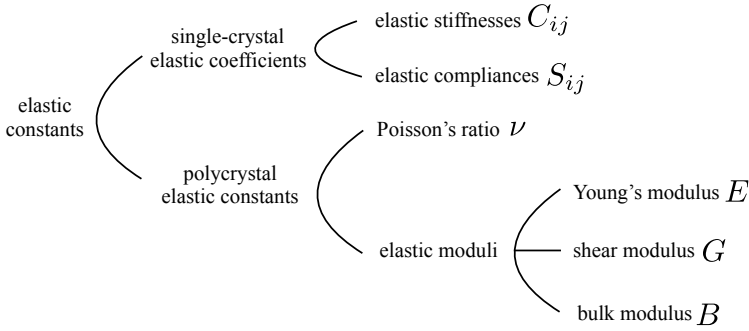 single-crystal
elastic coefficients
elastic stiffnesses C_{ij}
elastic compliances S_{ij}
elastic
constants
Poisson's ratio ν
polycrystal
elastic constants
elastic moduli
Young's modulus E
shear modulus G
bulk modulus B